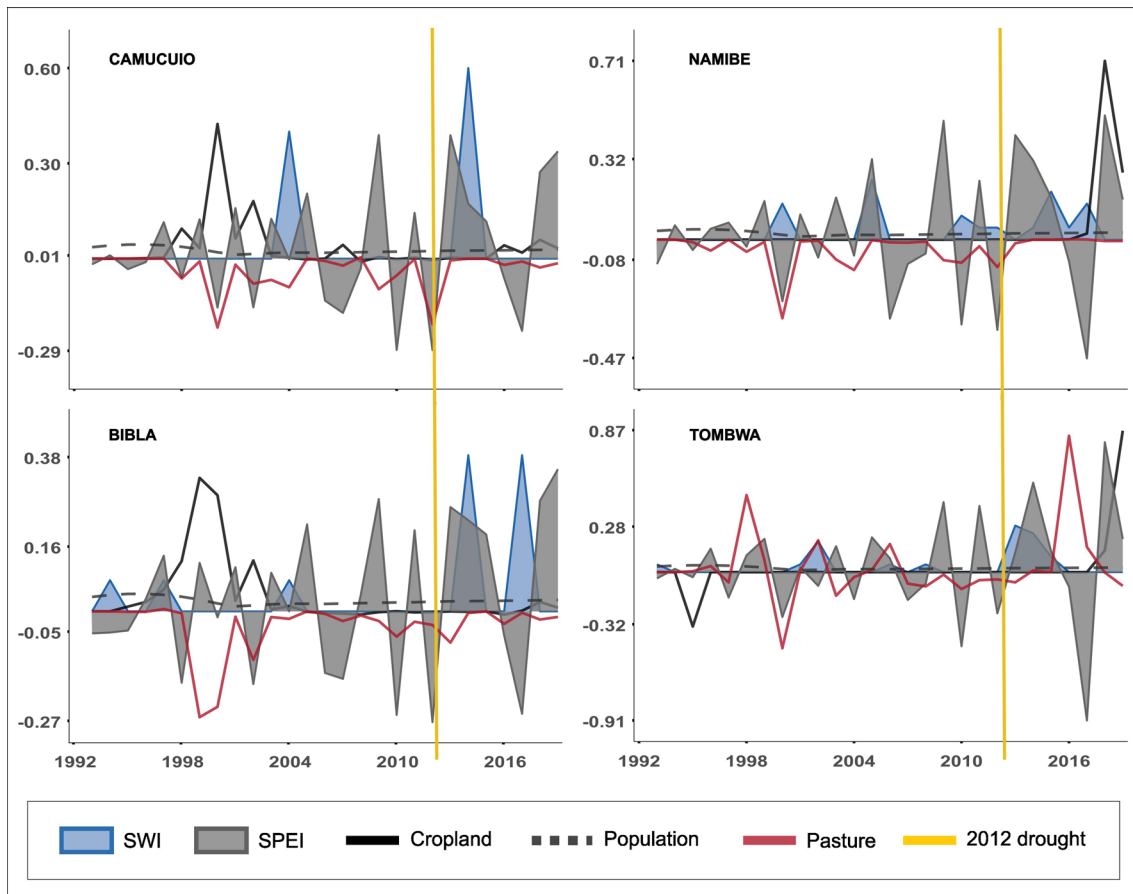 CAMUCUIO
0.60
0.30
0.01
-0.29
NAMIBE
0.71
0.32
-0.08
-0.47
BIBLA
0.38
0.16
-0.05
-0.27
1992 1998 2004 2010 2016
TOMBWA
0.87
0.28
-0.32
-0.91
1992 1998 2004 2010 2016
SWI SPEI Cropland Population Pasture 2012 drought